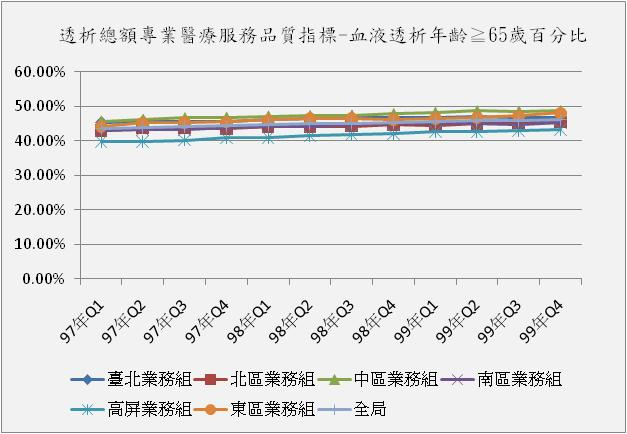 透析總額專業醫療服務品質指標-血液透析年齡≧65歲百分比
60.00%
50.00%
40.00%
30.00%
20.00%
10.00%
0.00%
97年Q1
97年Q2
97年Q3
97年Q4
98年Q1
98年Q2
98年Q3
98年Q4
99年Q1
99年Q2
99年Q3
99年Q4
臺北業務組 北區業務組 中區業務組 南區業務組
高屏業務組 東區業務組 全局